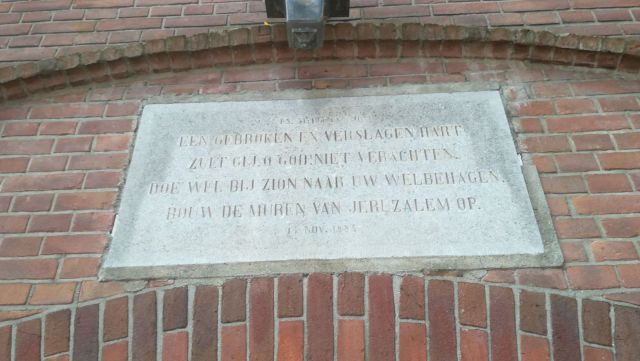 EEN GEBROKEN EN VERSLAGEN HART
ZULT GIJ, O GOD! NIET VERACHTEN.
DOE WEL BIJ ZION NAAR UW WELBEHAGEN.
BOUW DE MUREN VAN JERUZALEM OP.
NOV.